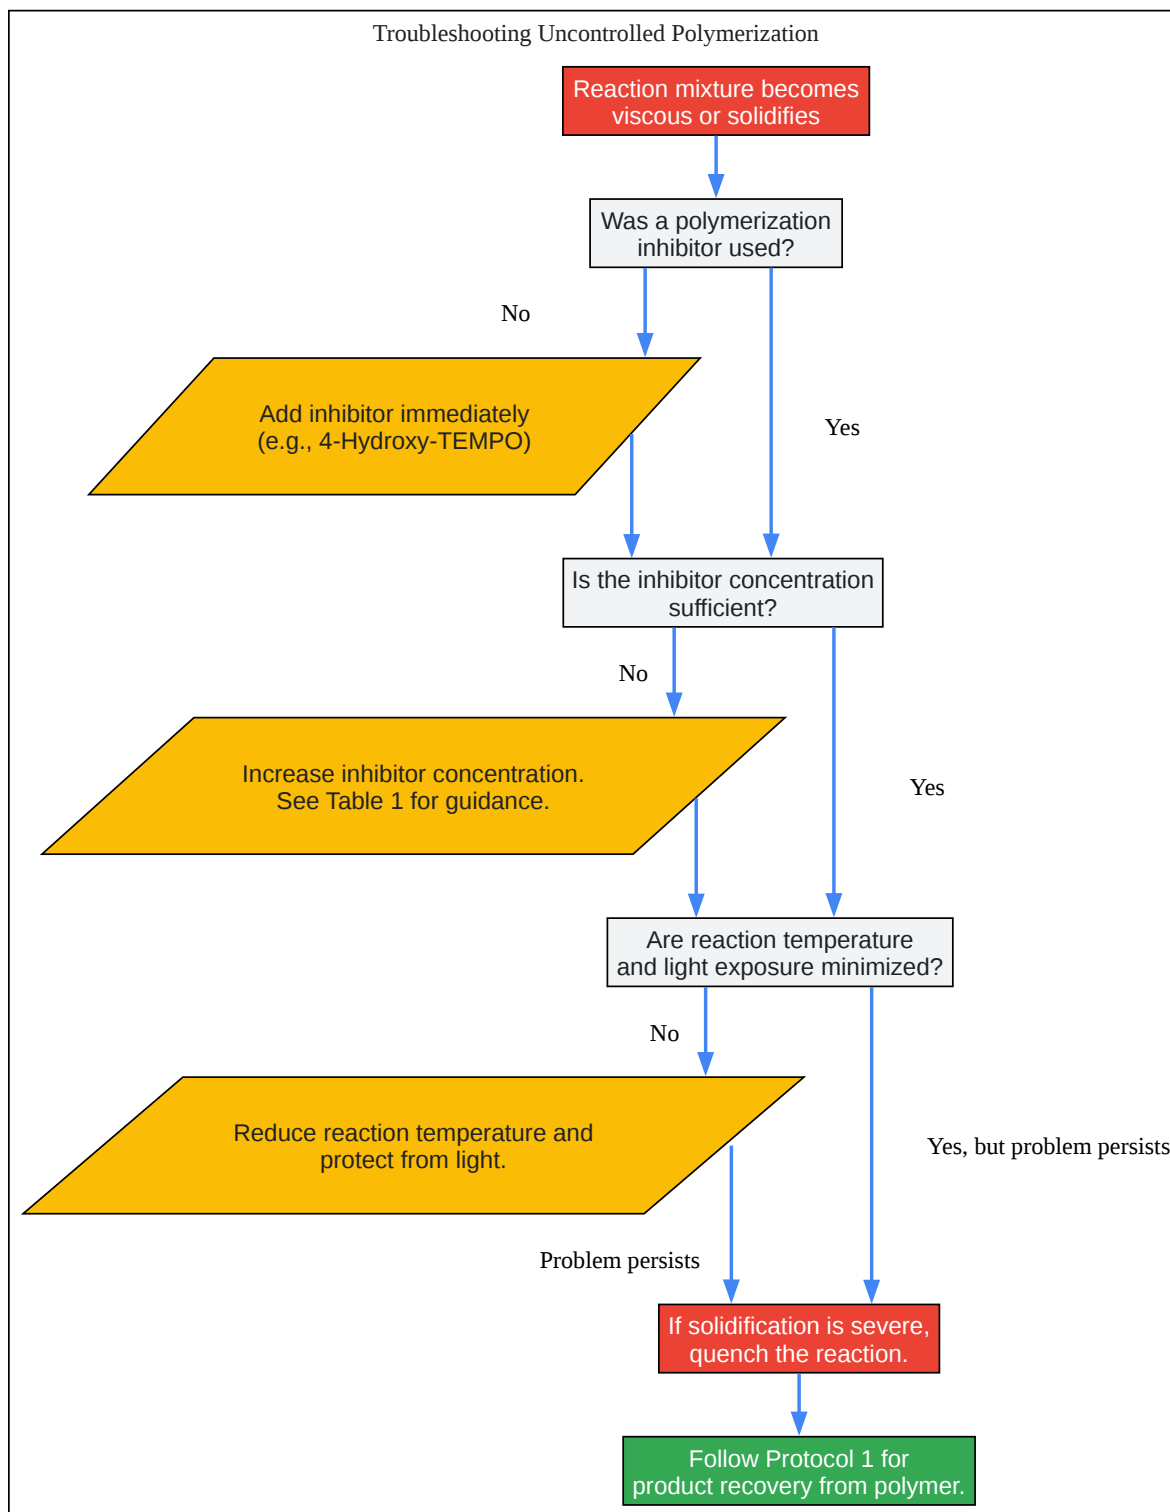 Troubleshooting Uncontrolled Polymerization
Reaction mixture becomes
viscous or solidifies
Was a polymerization
inhibitor used?
No
Add inhibitor immediately
(e.g., 4-Hydroxy-TEMPO)
Yes
Is the inhibitor concentration
sufficient?
No
Increase inhibitor concentration.
See Table 1 for guidance.
Yes
Are reaction temperature
and light exposure minimized?
No
Reduce reaction temperature and
protect from light.
Yes, but problem persists
Problem persists
If solidification is severe,
quench the reaction.
Follow Protocol 1 for
product recovery from polymer.